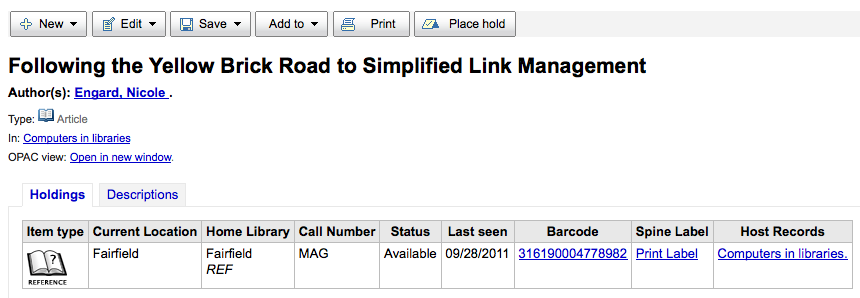 New Edit Save Add to Print Place hold
Following the Yellow Brick Road to Simplified Link Management
Author(s): Engard, Nicole .
Type: Article
In: Computers in libraries
OPAC view: Open in new window.
Holdings Descriptions
Item type Current Location Home Library Call Number Status Last seen Barcode Spine Label Host Records
? Fairfield Fairfield MAG Available 09/28/2011 316190004778982 Print Label Computers in libraries.
REF
REFERENCE